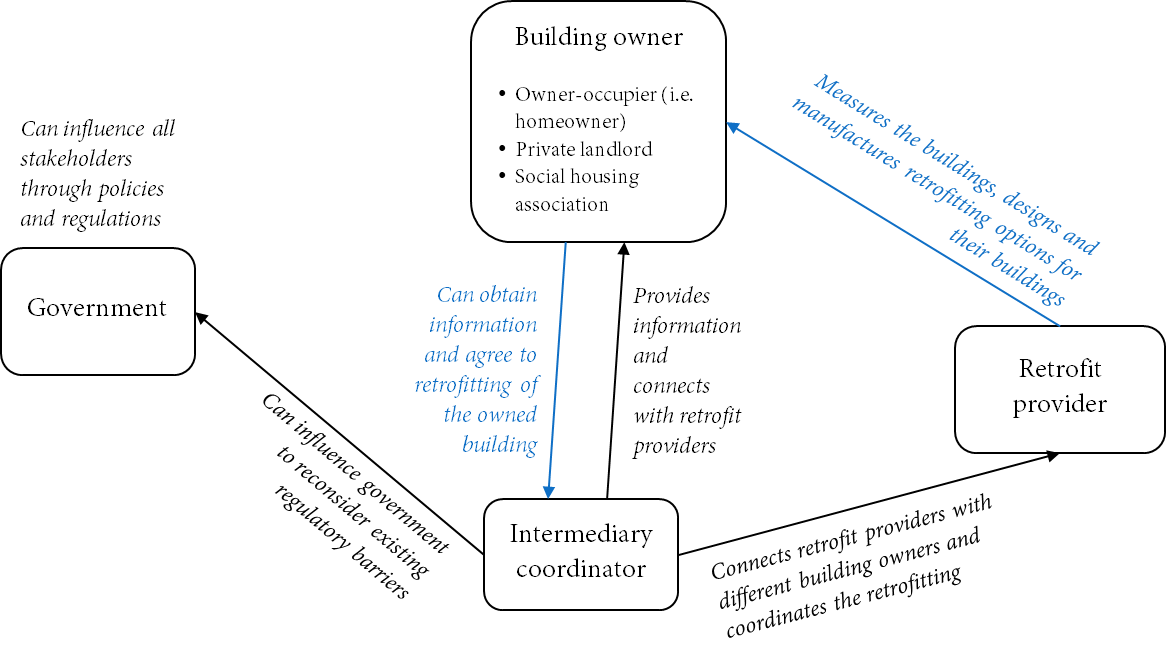 Building owner
• Owner-occupier (i.e.
homeowner)
• Private landlord
• Social housing
association
Can influence all
stakeholders
through policies
and regulations
Government
Measures the buildings, designs and
manufactures retrofitting options for
their buildings
Can obtain
information
and agree to
retrofitting of
the owned
building
Provides
information
and
connects
with retrofit
providers
Retrofit
provider
Can influence government
to reconsider existing
regulatory barriers
Intermediary
coordinator
Connects retrofit providers with
different building owners and
coordinates the retrofitting